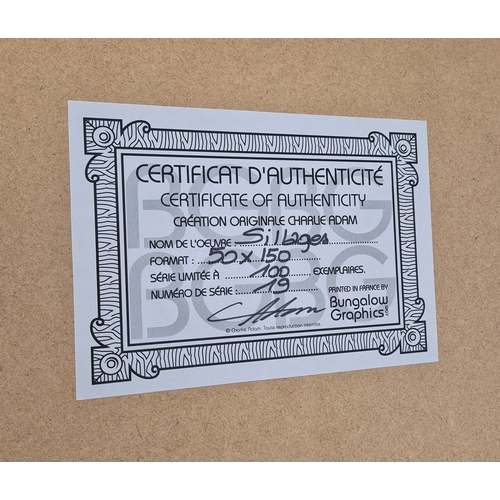 CERTIFICAT D'AUTHENTICITÉ
CERTIFICATE OF AUTHENTICITY
CRÉATION ORIGINALE CHARLIE ADAM
NOM DE L'OEUVRE : Sillages
FORMAT : 50 x 150
SÉRIE LIMITÉE À 100 EXEMPLAIRES.
NUMÉRO DE SÉRIE : 19
PRINTED IN FRANCE BY
Bungalow
Graphics.com
© Charlie Adam. Toute reproduction interdite.